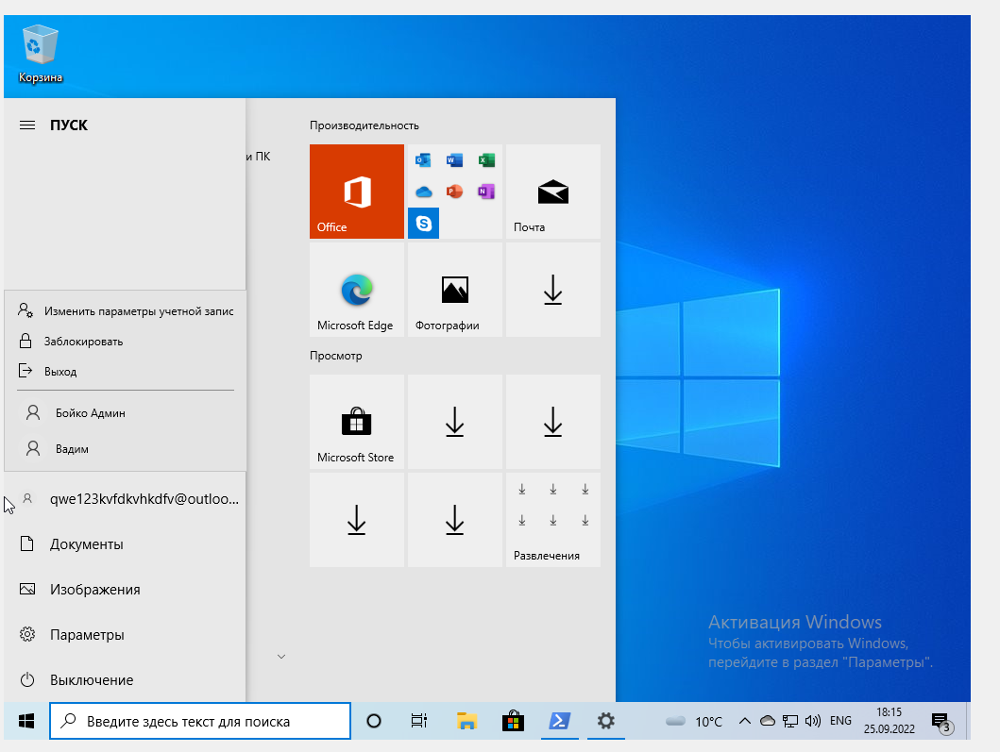 Корзина
ПУСК
и ПК
Изменить параметры учетной запис
Заблокировать
Выход
Бойко Админ
Вадим
qwe123kvfdkvhkdfv@outloo...
Документы
Изображения
Параметры
Выключение
Производительность
Office
Почта
Microsoft Edge
Фотографии
Просмотр
Microsoft Store
Развлечения
Активация Windows
Чтобы активировать Windows,
перейдите в раздел "Параметры".
Введите здесь текст для поиска
10°C
ENG
18:15
25.09.2022
3